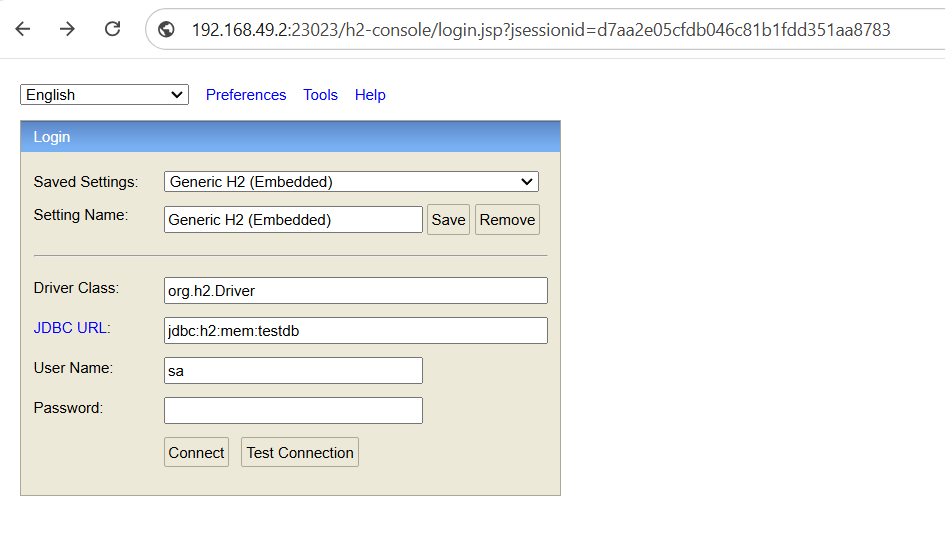 192.168.49.2:23023/h2-console/login.jsp?jsessionid=d7aa2e05cfdb046c81b1fdd351aa8783
English Preferences Tools Help
Login
Saved Settings: Generic H2 (Embedded)
Setting Name: Generic H2 (Embedded) Save Remove
Driver Class: org.h2.Driver
JDBC URL: jdbc:h2:mem:testdb
User Name: sa
Password:
Connect Test Connection